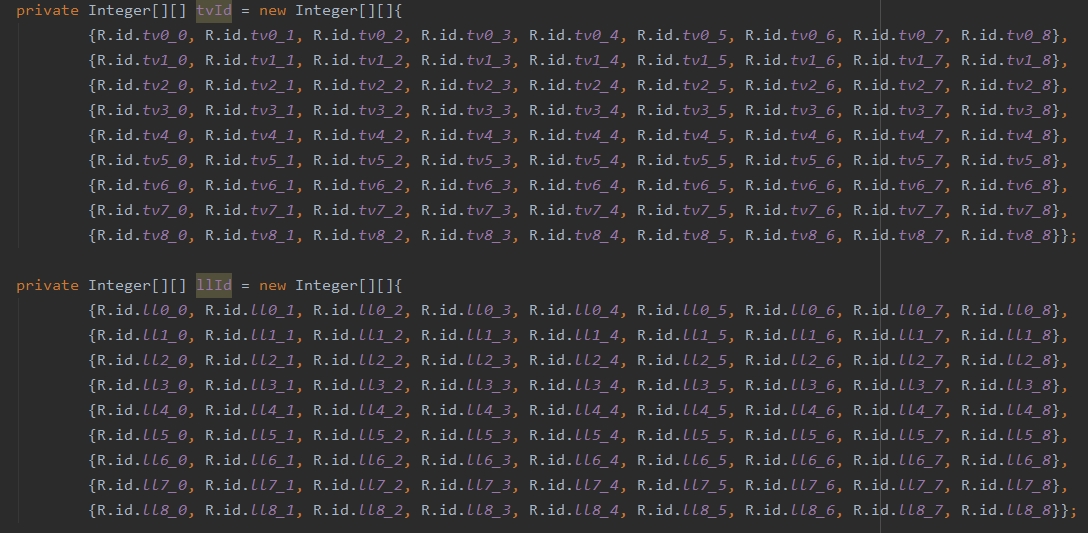 private Integer[][] tvId = new Integer[][]{
{R.id.tv0_0, R.id.tv0_1, R.id.tv0_2, R.id.tv0_3, R.id.tv0_4, R.id.tv0_5, R.id.tv0_6, R.id.tv0_7, R.id.tv0_8},
{R.id.tv1_0, R.id.tv1_1, R.id.tv1_2, R.id.tv1_3, R.id.tv1_4, R.id.tv1_5, R.id.tv1_6, R.id.tv1_7, R.id.tv1_8},
{R.id.tv2_0, R.id.tv2_1, R.id.tv2_2, R.id.tv2_3, R.id.tv2_4, R.id.tv2_5, R.id.tv2_6, R.id.tv2_7, R.id.tv2_8},
{R.id.tv3_0, R.id.tv3_1, R.id.tv3_2, R.id.tv3_3, R.id.tv3_4, R.id.tv3_5, R.id.tv3_6, R.id.tv3_7, R.id.tv3_8},
{R.id.tv4_0, R.id.tv4_1, R.id.tv4_2, R.id.tv4_3, R.id.tv4_4, R.id.tv4_5, R.id.tv4_6, R.id.tv4_7, R.id.tv4_8},
{R.id.tv5_0, R.id.tv5_1, R.id.tv5_2, R.id.tv5_3, R.id.tv5_4, R.id.tv5_5, R.id.tv5_6, R.id.tv5_7, R.id.tv5_8},
{R.id.tv6_0, R.id.tv6_1, R.id.tv6_2, R.id.tv6_3, R.id.tv6_4, R.id.tv6_5, R.id.tv6_6, R.id.tv6_7, R.id.tv6_8},
{R.id.tv7_0, R.id.tv7_1, R.id.tv7_2, R.id.tv7_3, R.id.tv7_4, R.id.tv7_5, R.id.tv7_6, R.id.tv7_7, R.id.tv7_8},
{R.id.tv8_0, R.id.tv8_1, R.id.tv8_2, R.id.tv8_3, R.id.tv8_4, R.id.tv8_5, R.id.tv8_6, R.id.tv8_7, R.id.tv8_8}};
private Integer[][] llId = new Integer[][]{
{R.id.ll0_0, R.id.ll0_1, R.id.ll0_2, R.id.ll0_3, R.id.ll0_4, R.id.ll0_5, R.id.ll0_6, R.id.ll0_7, R.id.ll0_8},
{R.id.ll1_0, R.id.ll1_1, R.id.ll1_2, R.id.ll1_3, R.id.ll1_4, R.id.ll1_5, R.id.ll1_6, R.id.ll1_7, R.id.ll1_8},
{R.id.ll2_0, R.id.ll2_1, R.id.ll2_2, R.id.ll2_3, R.id.ll2_4, R.id.ll2_5, R.id.ll2_6, R.id.ll2_7, R.id.ll2_8},
{R.id.ll3_0, R.id.ll3_1, R.id.ll3_2, R.id.ll3_3, R.id.ll3_4, R.id.ll3_5, R.id.ll3_6, R.id.ll3_7, R.id.ll3_8},
{R.id.ll4_0, R.id.ll4_1, R.id.ll4_2, R.id.ll4_3, R.id.ll4_4, R.id.ll4_5, R.id.ll4_6, R.id.ll4_7, R.id.ll4_8},
{R.id.ll5_0, R.id.ll5_1, R.id.ll5_2, R.id.ll5_3, R.id.ll5_4, R.id.ll5_5, R.id.ll5_6, R.id.ll5_7, R.id.ll5_8},
{R.id.ll6_0, R.id.ll6_1, R.id.ll6_2, R.id.ll6_3, R.id.ll6_4, R.id.ll6_5, R.id.ll6_6, R.id.ll6_7, R.id.ll6_8},
{R.id.ll7_0, R.id.ll7_1, R.id.ll7_2, R.id.ll7_3, R.id.ll7_4, R.id.ll7_5, R.id.ll7_6, R.id.ll7_7, R.id.ll7_8},
{R.id.ll8_0, R.id.ll8_1, R.id.ll8_2, R.id.ll8_3, R.id.ll8_4, R.id.ll8_5, R.id.ll8_6, R.id.ll8_7, R.id.ll8_8}};